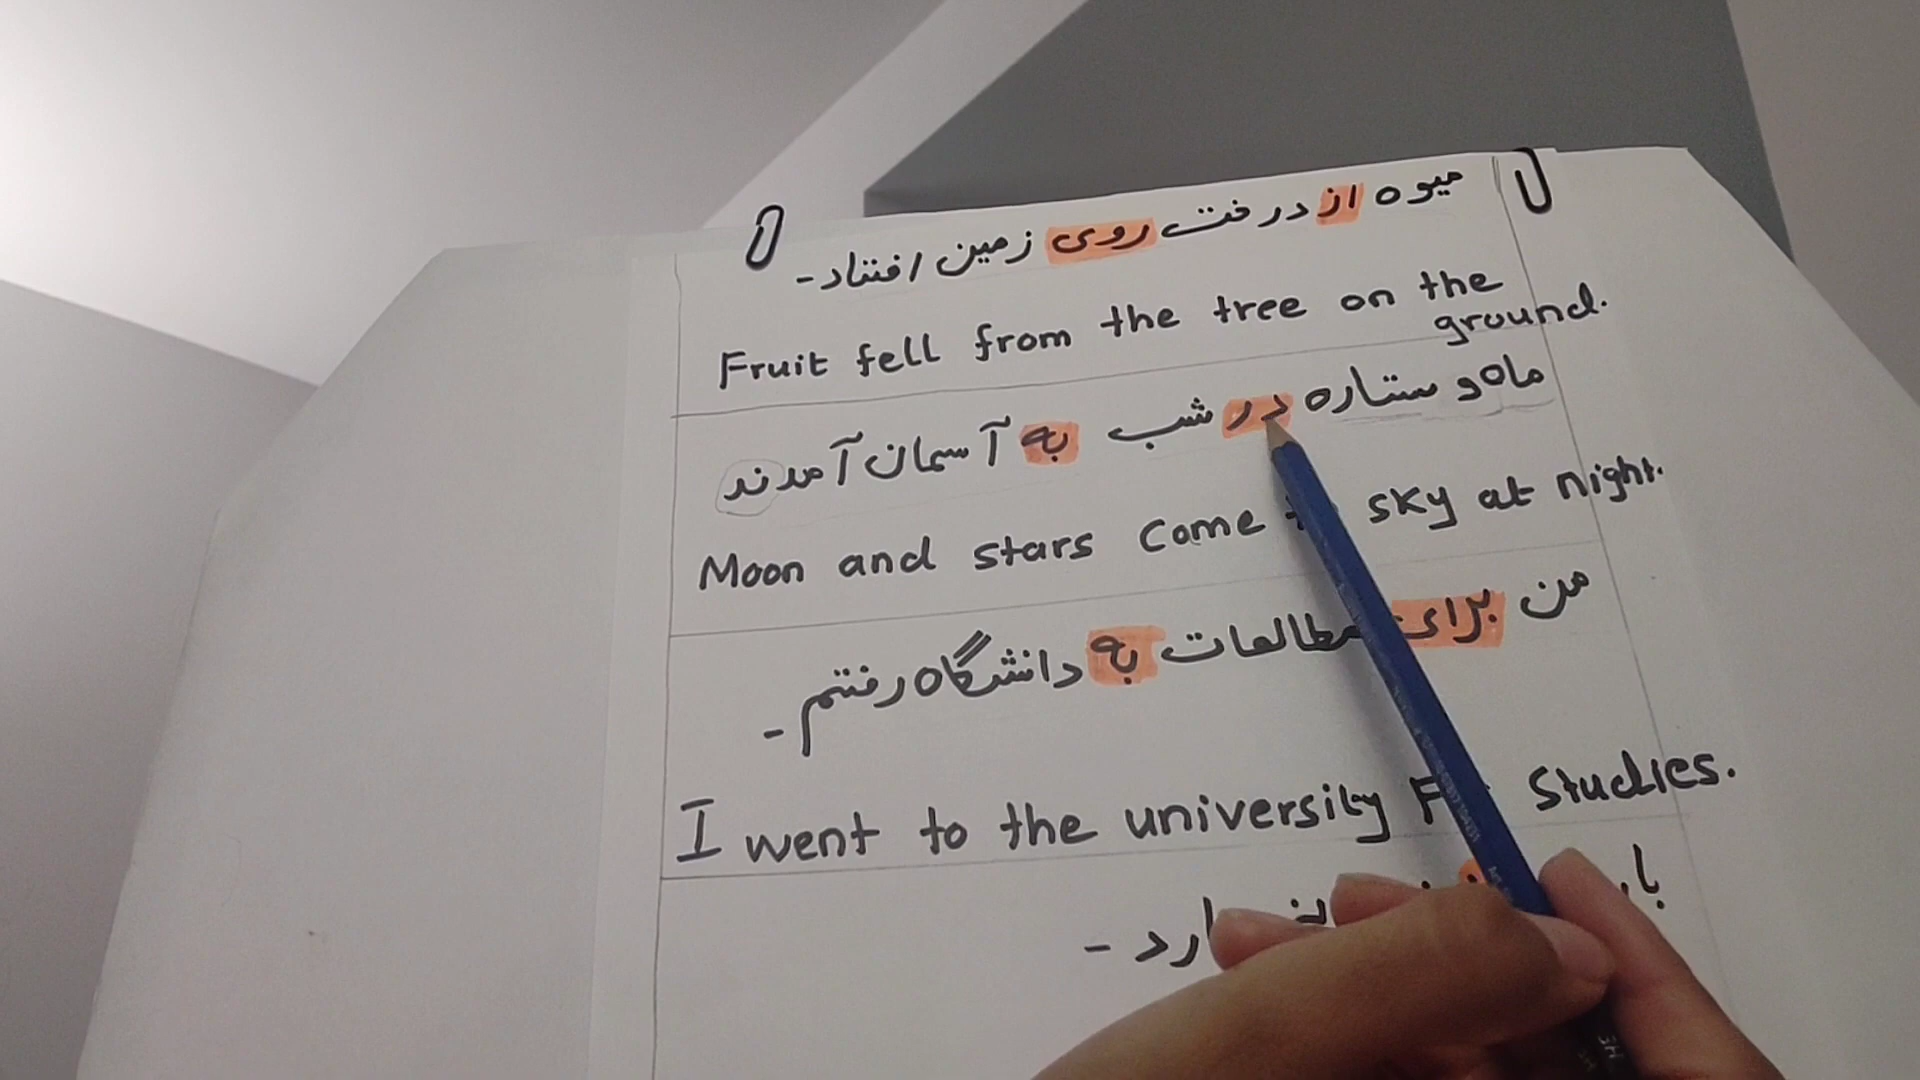 میوه از درخت روی زمین افتاد -
Fruit fell from the tree on the
ground.
ماه و ستاره در شب به آسمان آمدند
Moon and stars come to sky at night.
من برای مطالعات به دانشگاه رفتم -
I went to the university For Studies.